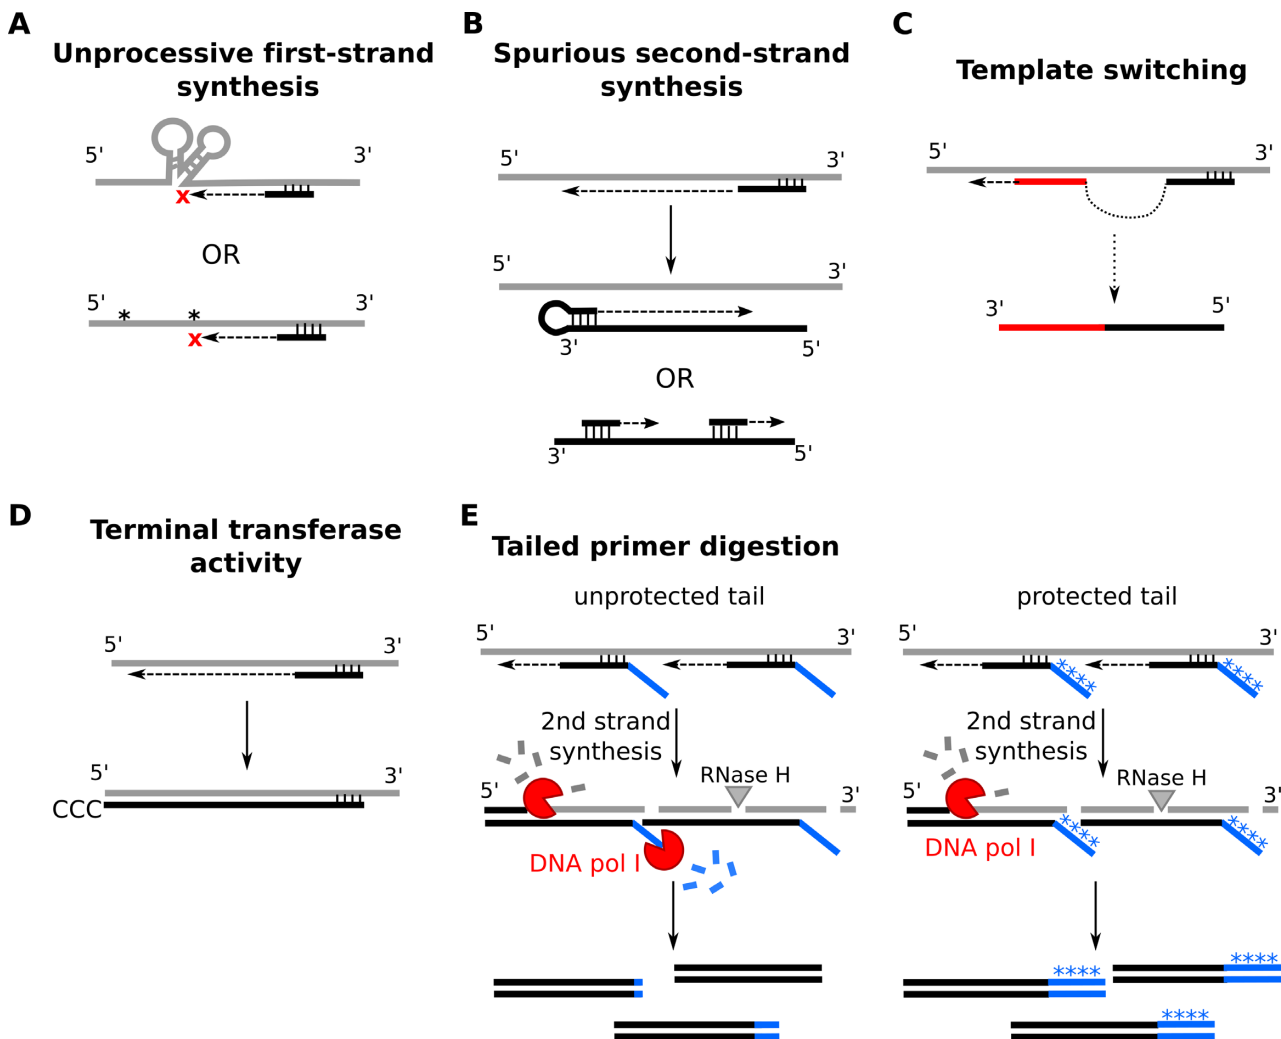 A
Unprocessive first-strand
synthesis
5'
3'
x
OR
5'
3'
* *
x
B
Spurious second-strand
synthesis
5'
3'
5'
3'
3'
5'
OR
3'
5'
C
Template switching
5'
3'
3'
5'
D
Terminal transferase
activity
5'
3'
5'
3'
CCC
E
Tailed primer digestion
unprotected tail
5'
3'
2nd strand
synthesis
RNase H
5'
3'
DNA pol I
protected tail
5'
3'
****
****
2nd strand
synthesis
RNase H
5'
3'
****
****
DNA pol I
****
****
****